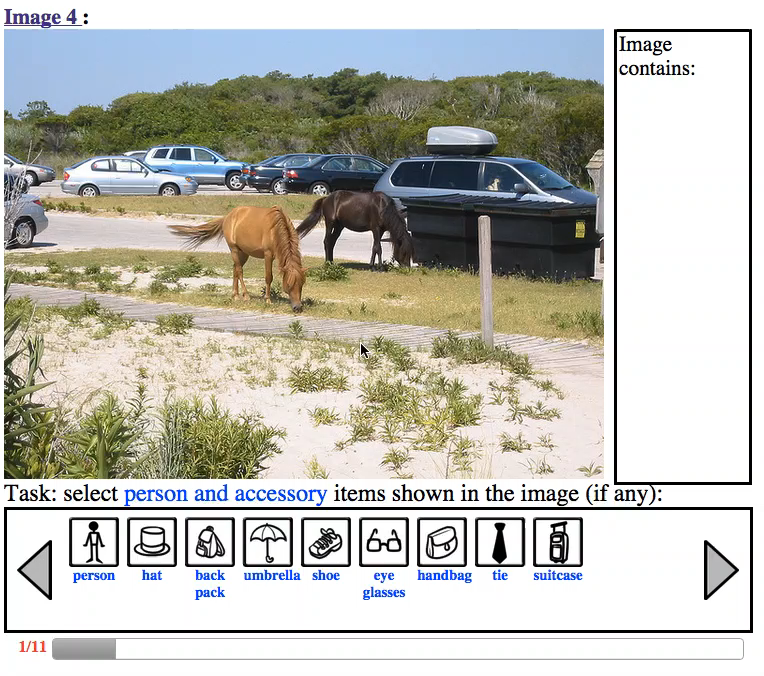 Image 4 :
Image
contains:
Task: select person and accessory items shown in the image (if any):
person
hat
back
pack
umbrella
shoe
eye
glasses
handbag
tie
suitcase
1/11